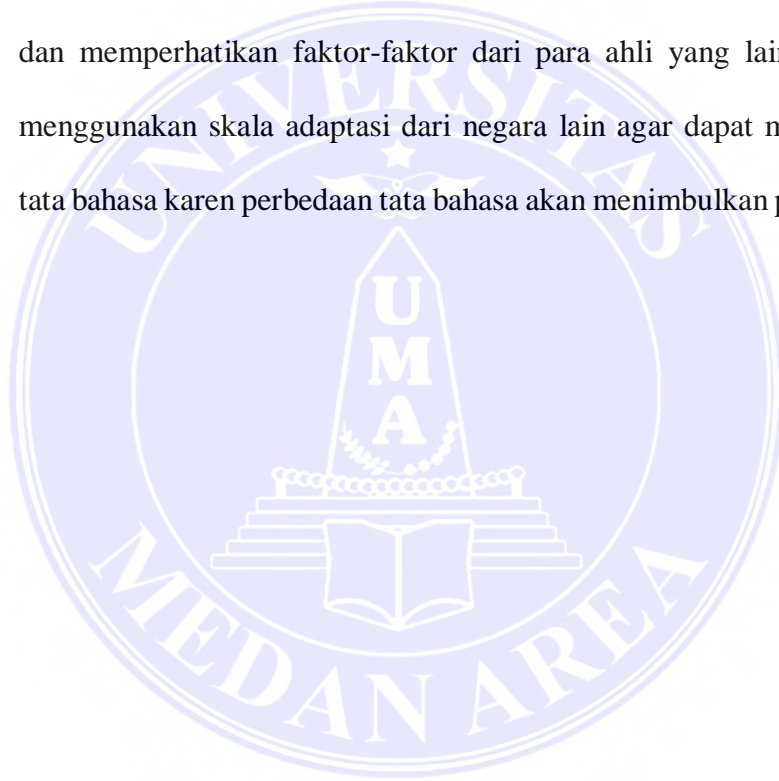 dan memperhatikan faktor-faktor dari para ahli yang lain
menggunakan skala adaptasi dari negara lain agar dapat
tata bahasa karen perbedaan tata bahasa akan menimbulkan
UNIVERSITAS
U
M
A
MEDAN AREA